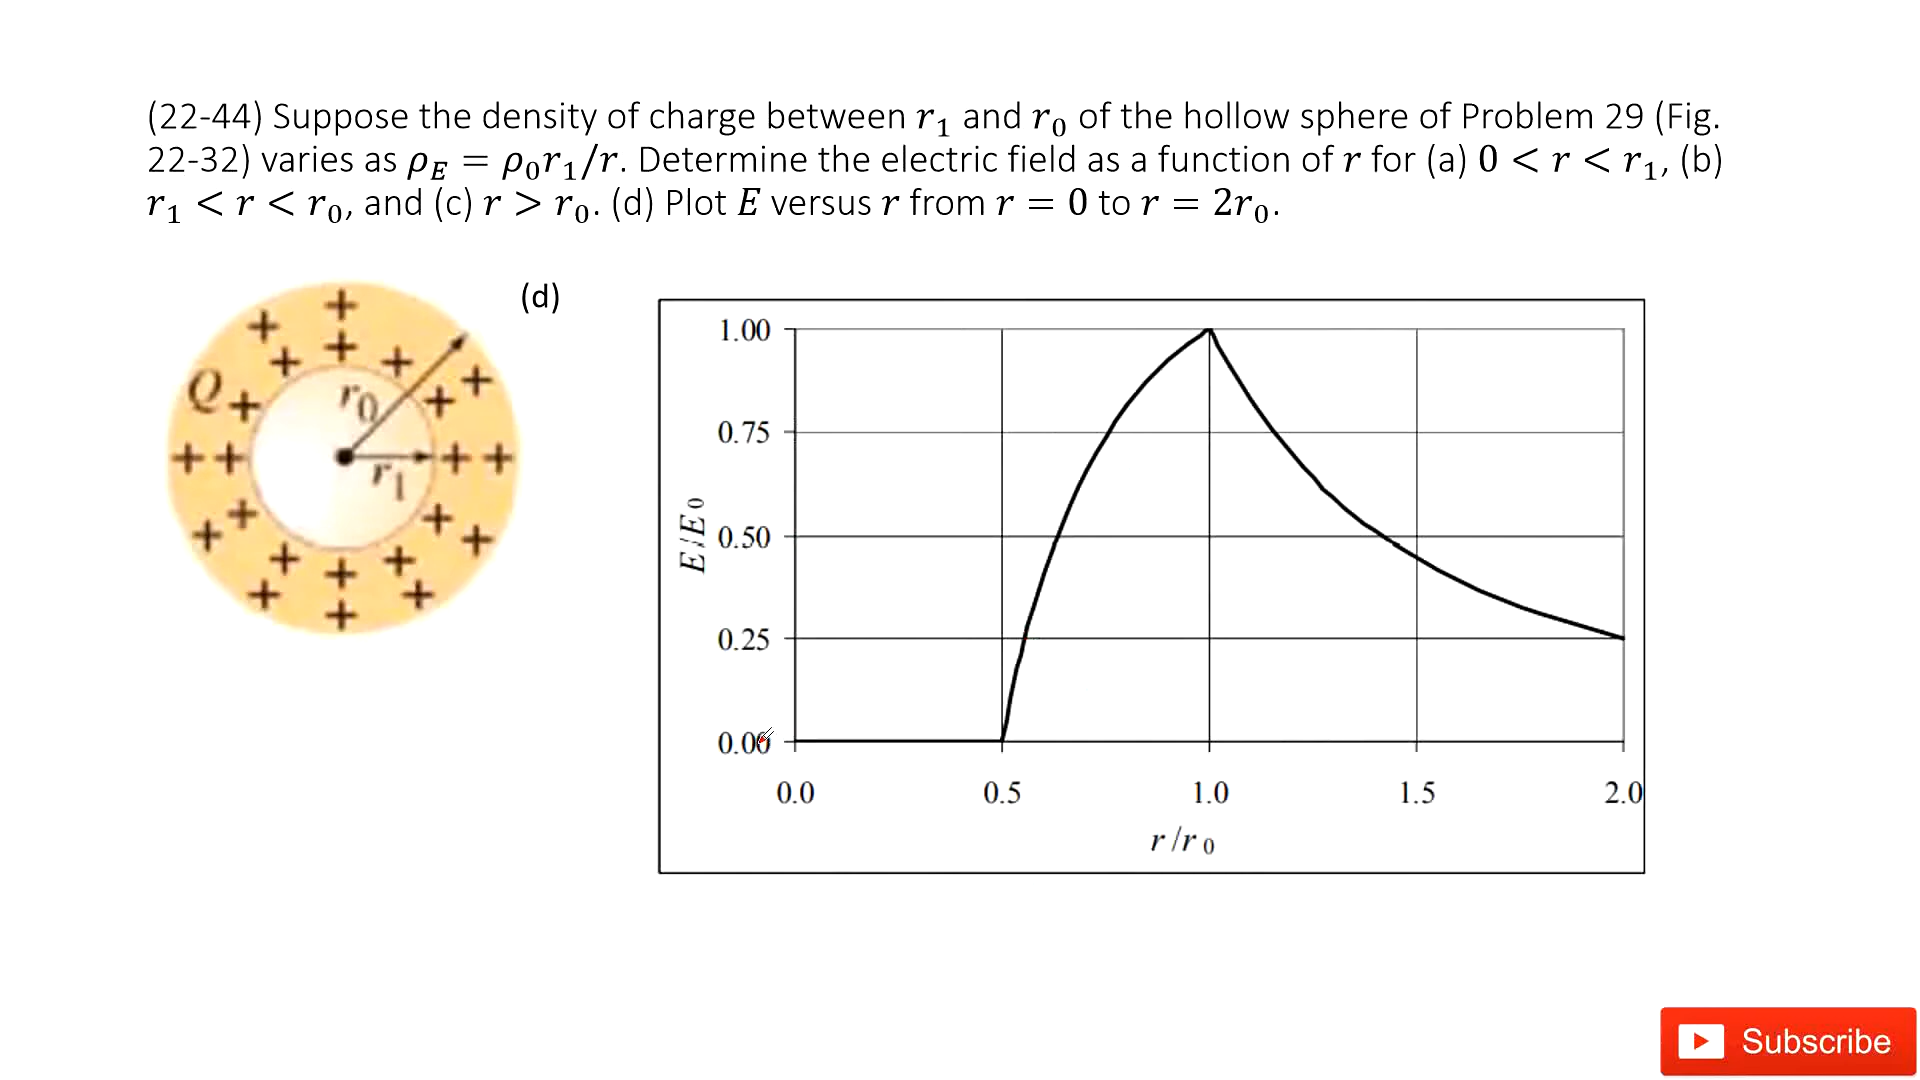 (22-44) Suppose the density of charge between r₁ and r₀ of the hollow sphere of Problem 29 (Fig.
22-32) varies as ρ_E = ρ₀r₁/r. Determine the electric field as a function of r for (a) 0 < r < r₁, (b)
r₁ < r < r₀, and (c) r > r₀. (d) Plot E versus r from r = 0 to r = 2r₀.
(d)
Q
r₀
r₁
1.00
0.75
0.50
0.25
0.00
E/E₀
0.0 0.5 1.0 1.5 2.0
r/r₀
Subscribe